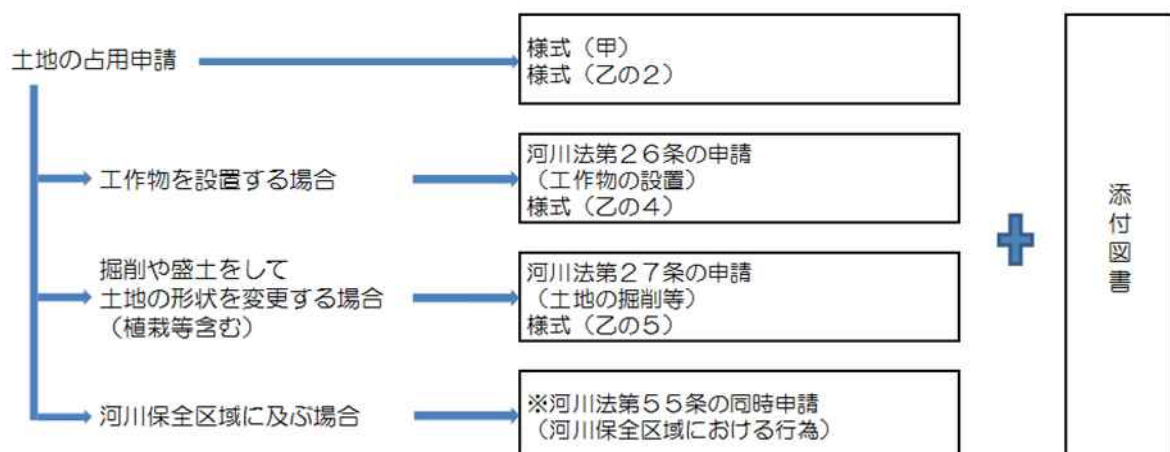 土地の占用申請
様式（甲）
様式（乙の２）
工作物を設置する場合
河川法第２６条の申請
（工作物の設置）
様式（乙の４）
掘削や盛土をして
土地の形状を変更する場合
（植栽等含む）
河川法第２７条の申請
（土地の掘削等）
様式（乙の５）
河川保全区域に及ぶ場合
※河川法第５５条の同時申請
（河川保全区域における行為）
添付図書